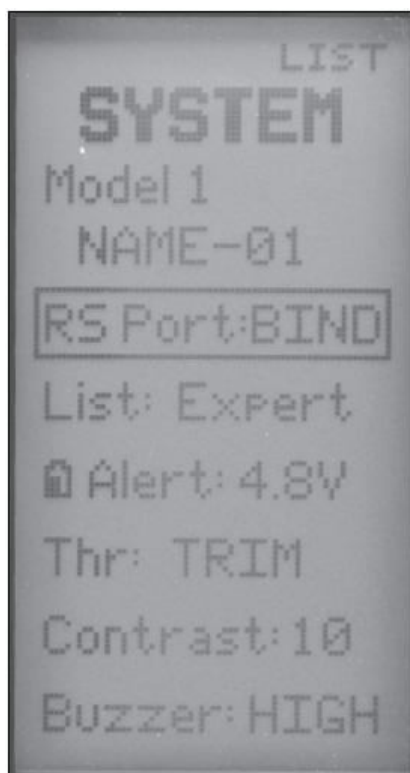 LIST
SYSTEM
Model 1
NAME-01
RS Port:BIND
List: Expert
Alert: 4.8V
Thr: TRIM
Contrast:10
Buzzer: HIGH